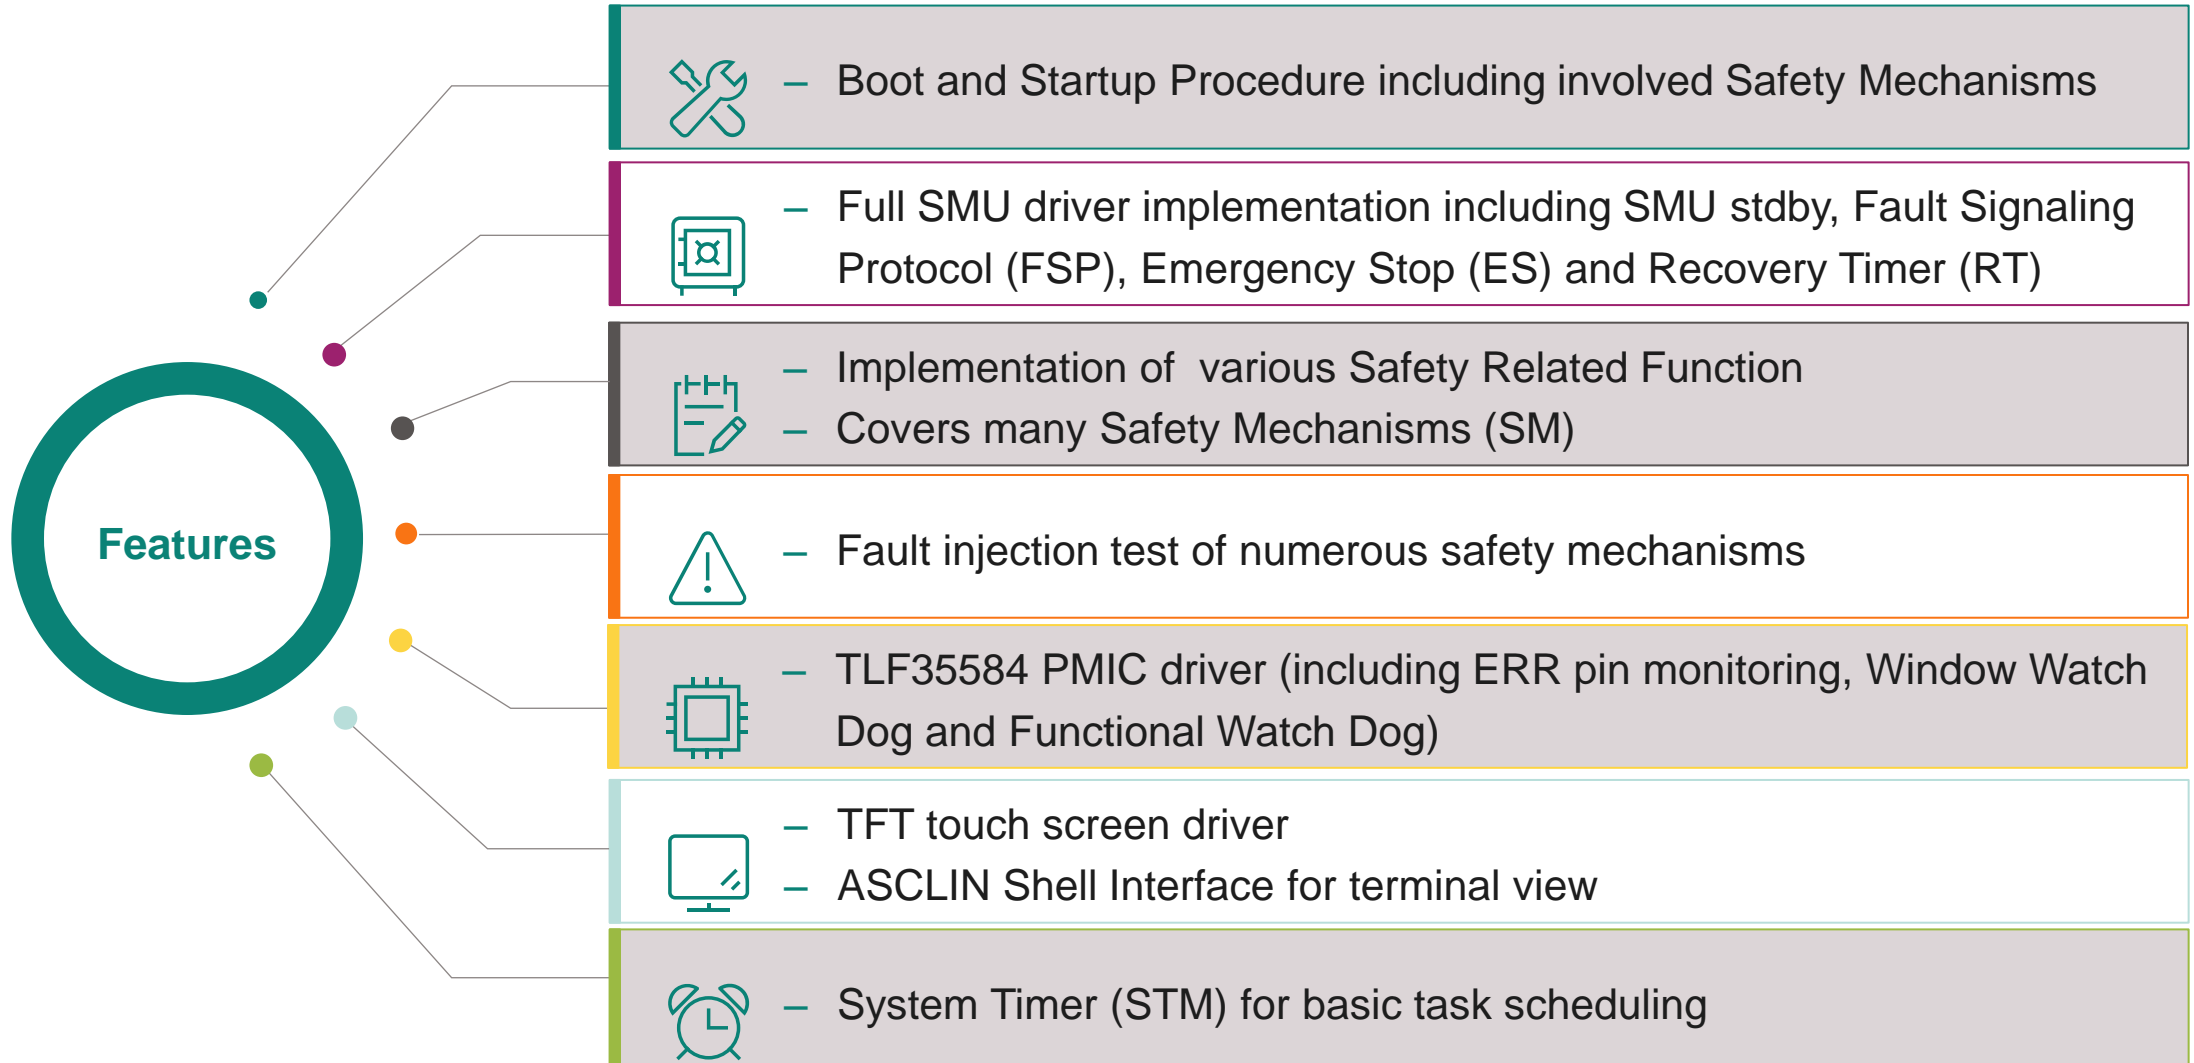 Features
– Boot and Startup Procedure including involved Safety Mechanisms
– Full SMU driver implementation including SMU stdby, Fault Signaling
Protocol (FSP), Emergency Stop (ES) and Recovery Timer (RT)
– Implementation of  various Safety Related Function
– Covers many Safety Mechanisms (SM)
– Fault injection test of numerous safety mechanisms
– TLF35584 PMIC driver (including ERR pin monitoring, Window Watch
Dog and Functional Watch Dog)
– TFT touch screen driver
– ASCLIN Shell Interface for terminal view
– System Timer (STM) for basic task scheduling